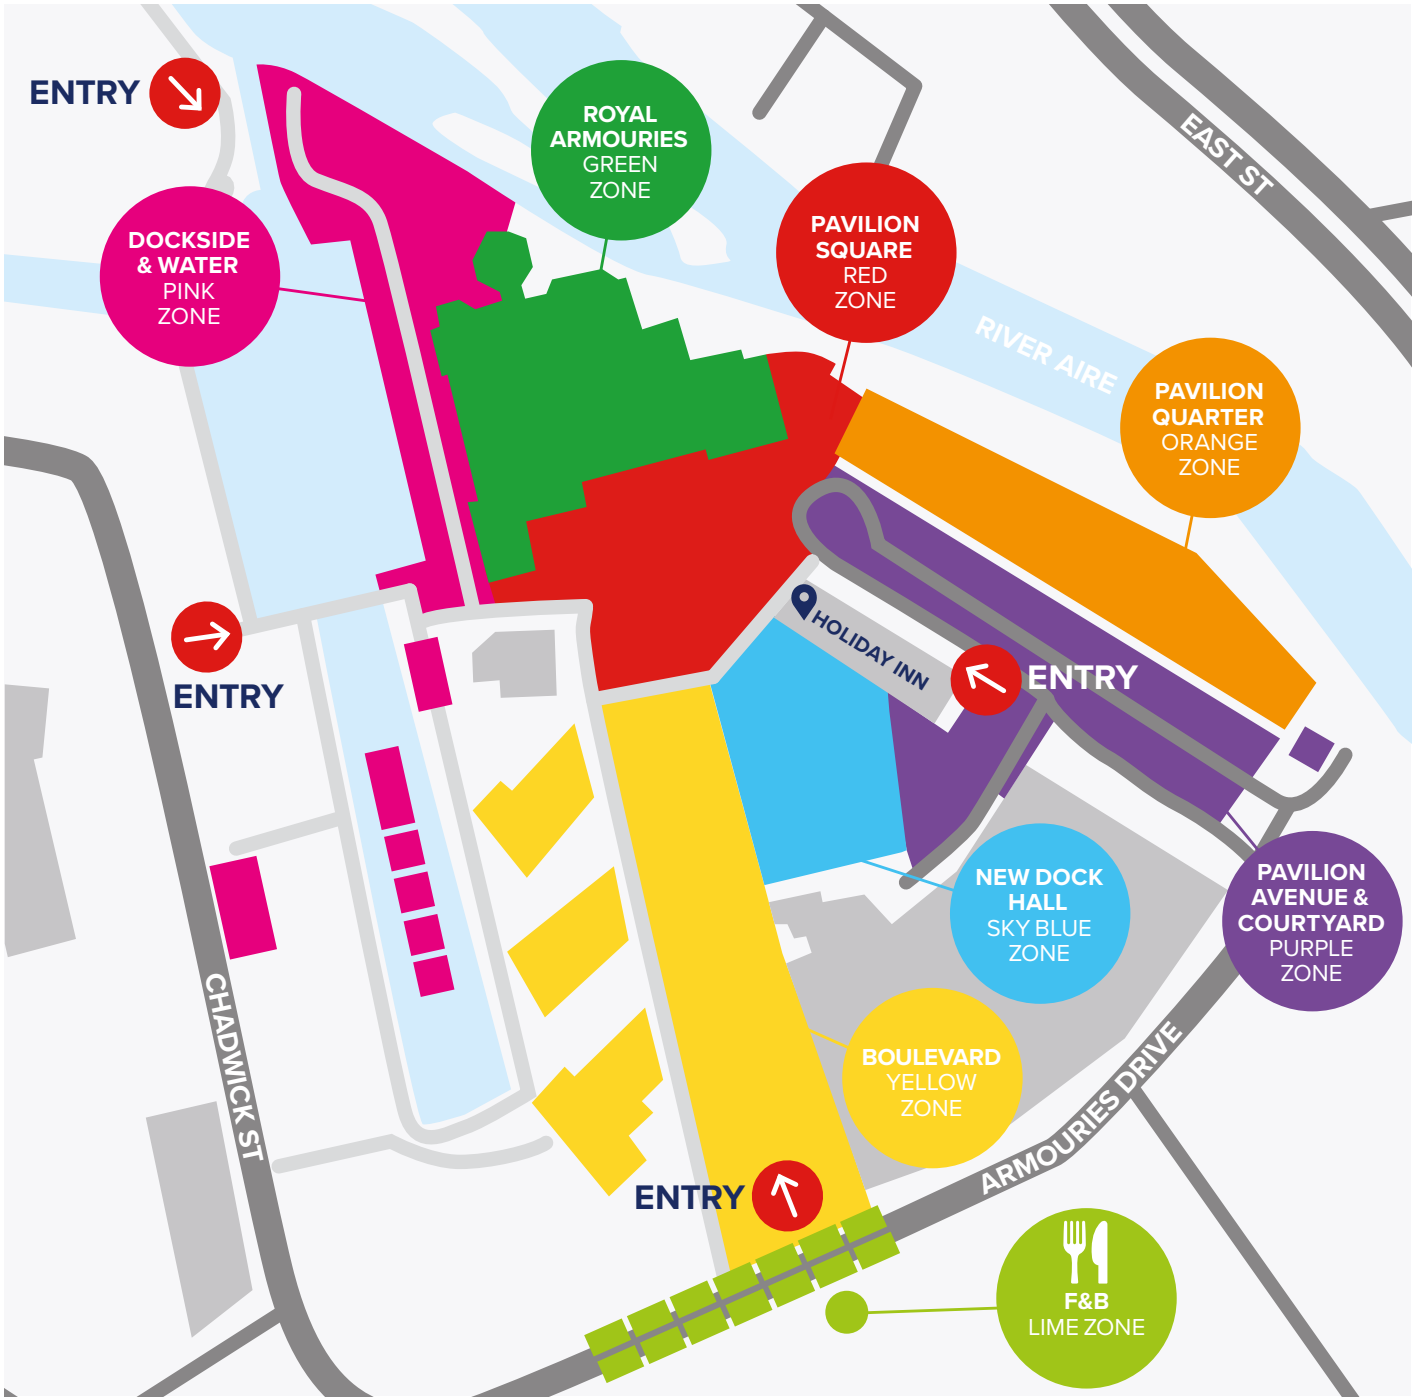 ENTRY
ROYAL
ARMOURIES
GREEN
ZONE
EAST ST
DOCKSIDE
& WATER
PINK
ZONE
PAVILION
SQUARE
RED
ZONE
RIVER AIRE
PAVILION
QUARTER
ORANGE
ZONE
HOLIDAY INN
ENTRY
ENTRY
NEW DOCK
HALL
SKY BLUE
ZONE
PAVILION
AVENUE &
COURTYARD
PURPLE
ZONE
CHADWICK ST
BOULEVARD
YELLOW
ZONE
ARMOURIES DRIVE
ENTRY
F&B
LIME ZONE